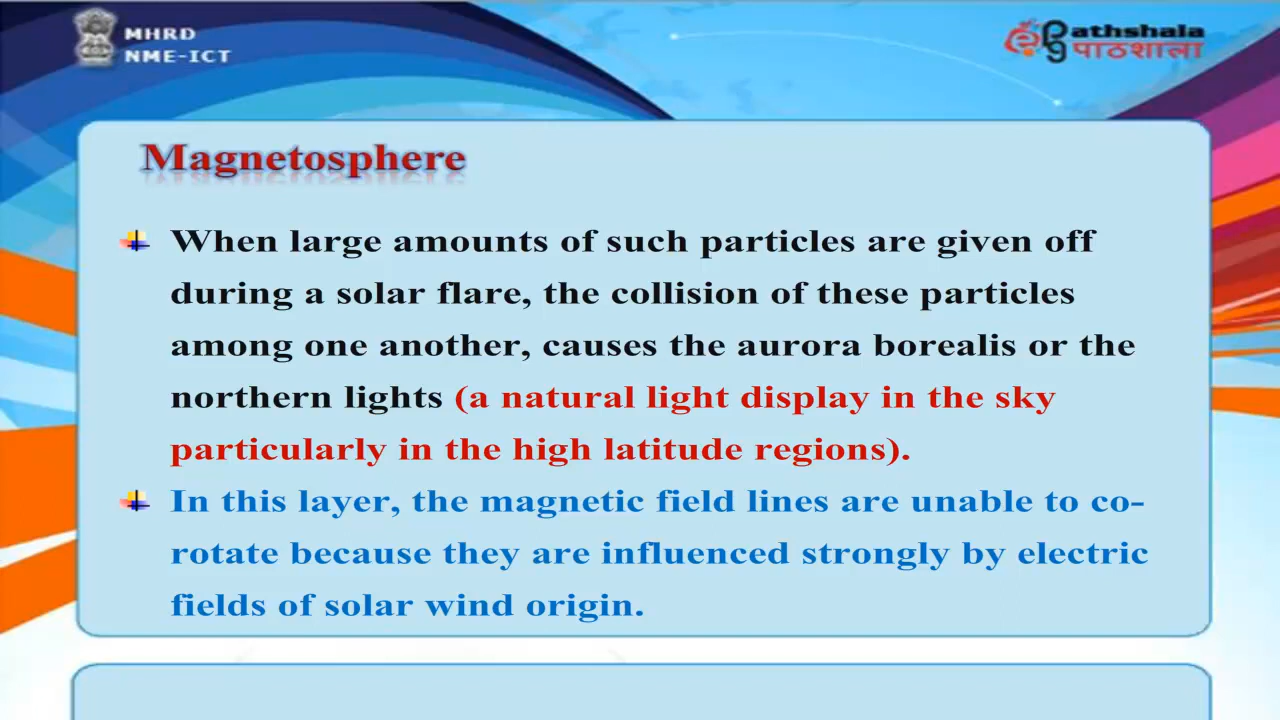 MHRD
NME-ICT
ePG athshala
पाठशाला
Magnetosphere
When large amounts of such particles are given off
during a solar flare, the collision of these particles
among one another, causes the aurora borealis or the
northern lights (a natural light display in the sky
particularly in the high latitude regions).
In this layer, the magnetic field lines are unable to co-
rotate because they are influenced strongly by electric
fields of solar wind origin.